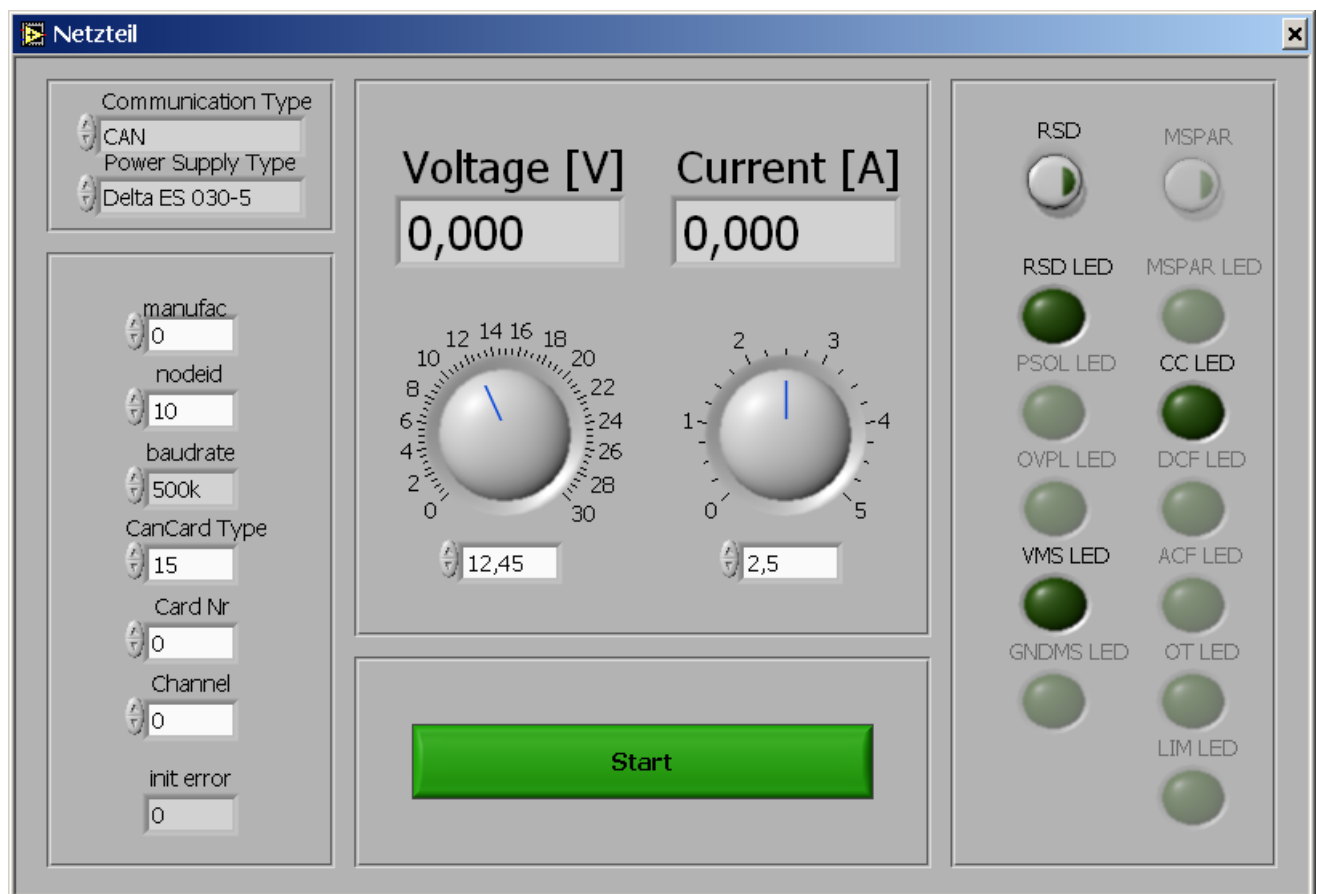 Netzteil
Communication Type
CAN
Power Supply Type
Delta ES 030-5
manufac
0
nodeid
10
baudrate
500k
CanCard Type
15
Card Nr
0
Channel
0
init error
0
Voltage [V]
0,000
0 2 4 6 8 10 12 14 16 18 20 22 24 26 28 30
12,45
Current [A]
0,000
0 1 2 3 4 5
2,5
Start
RSD MSPAR
RSD LED MSPAR LED
PSOL LED CC LED
OVPL LED DCF LED
VMS LED ACF LED
GNDMS LED OT LED
LIM LED